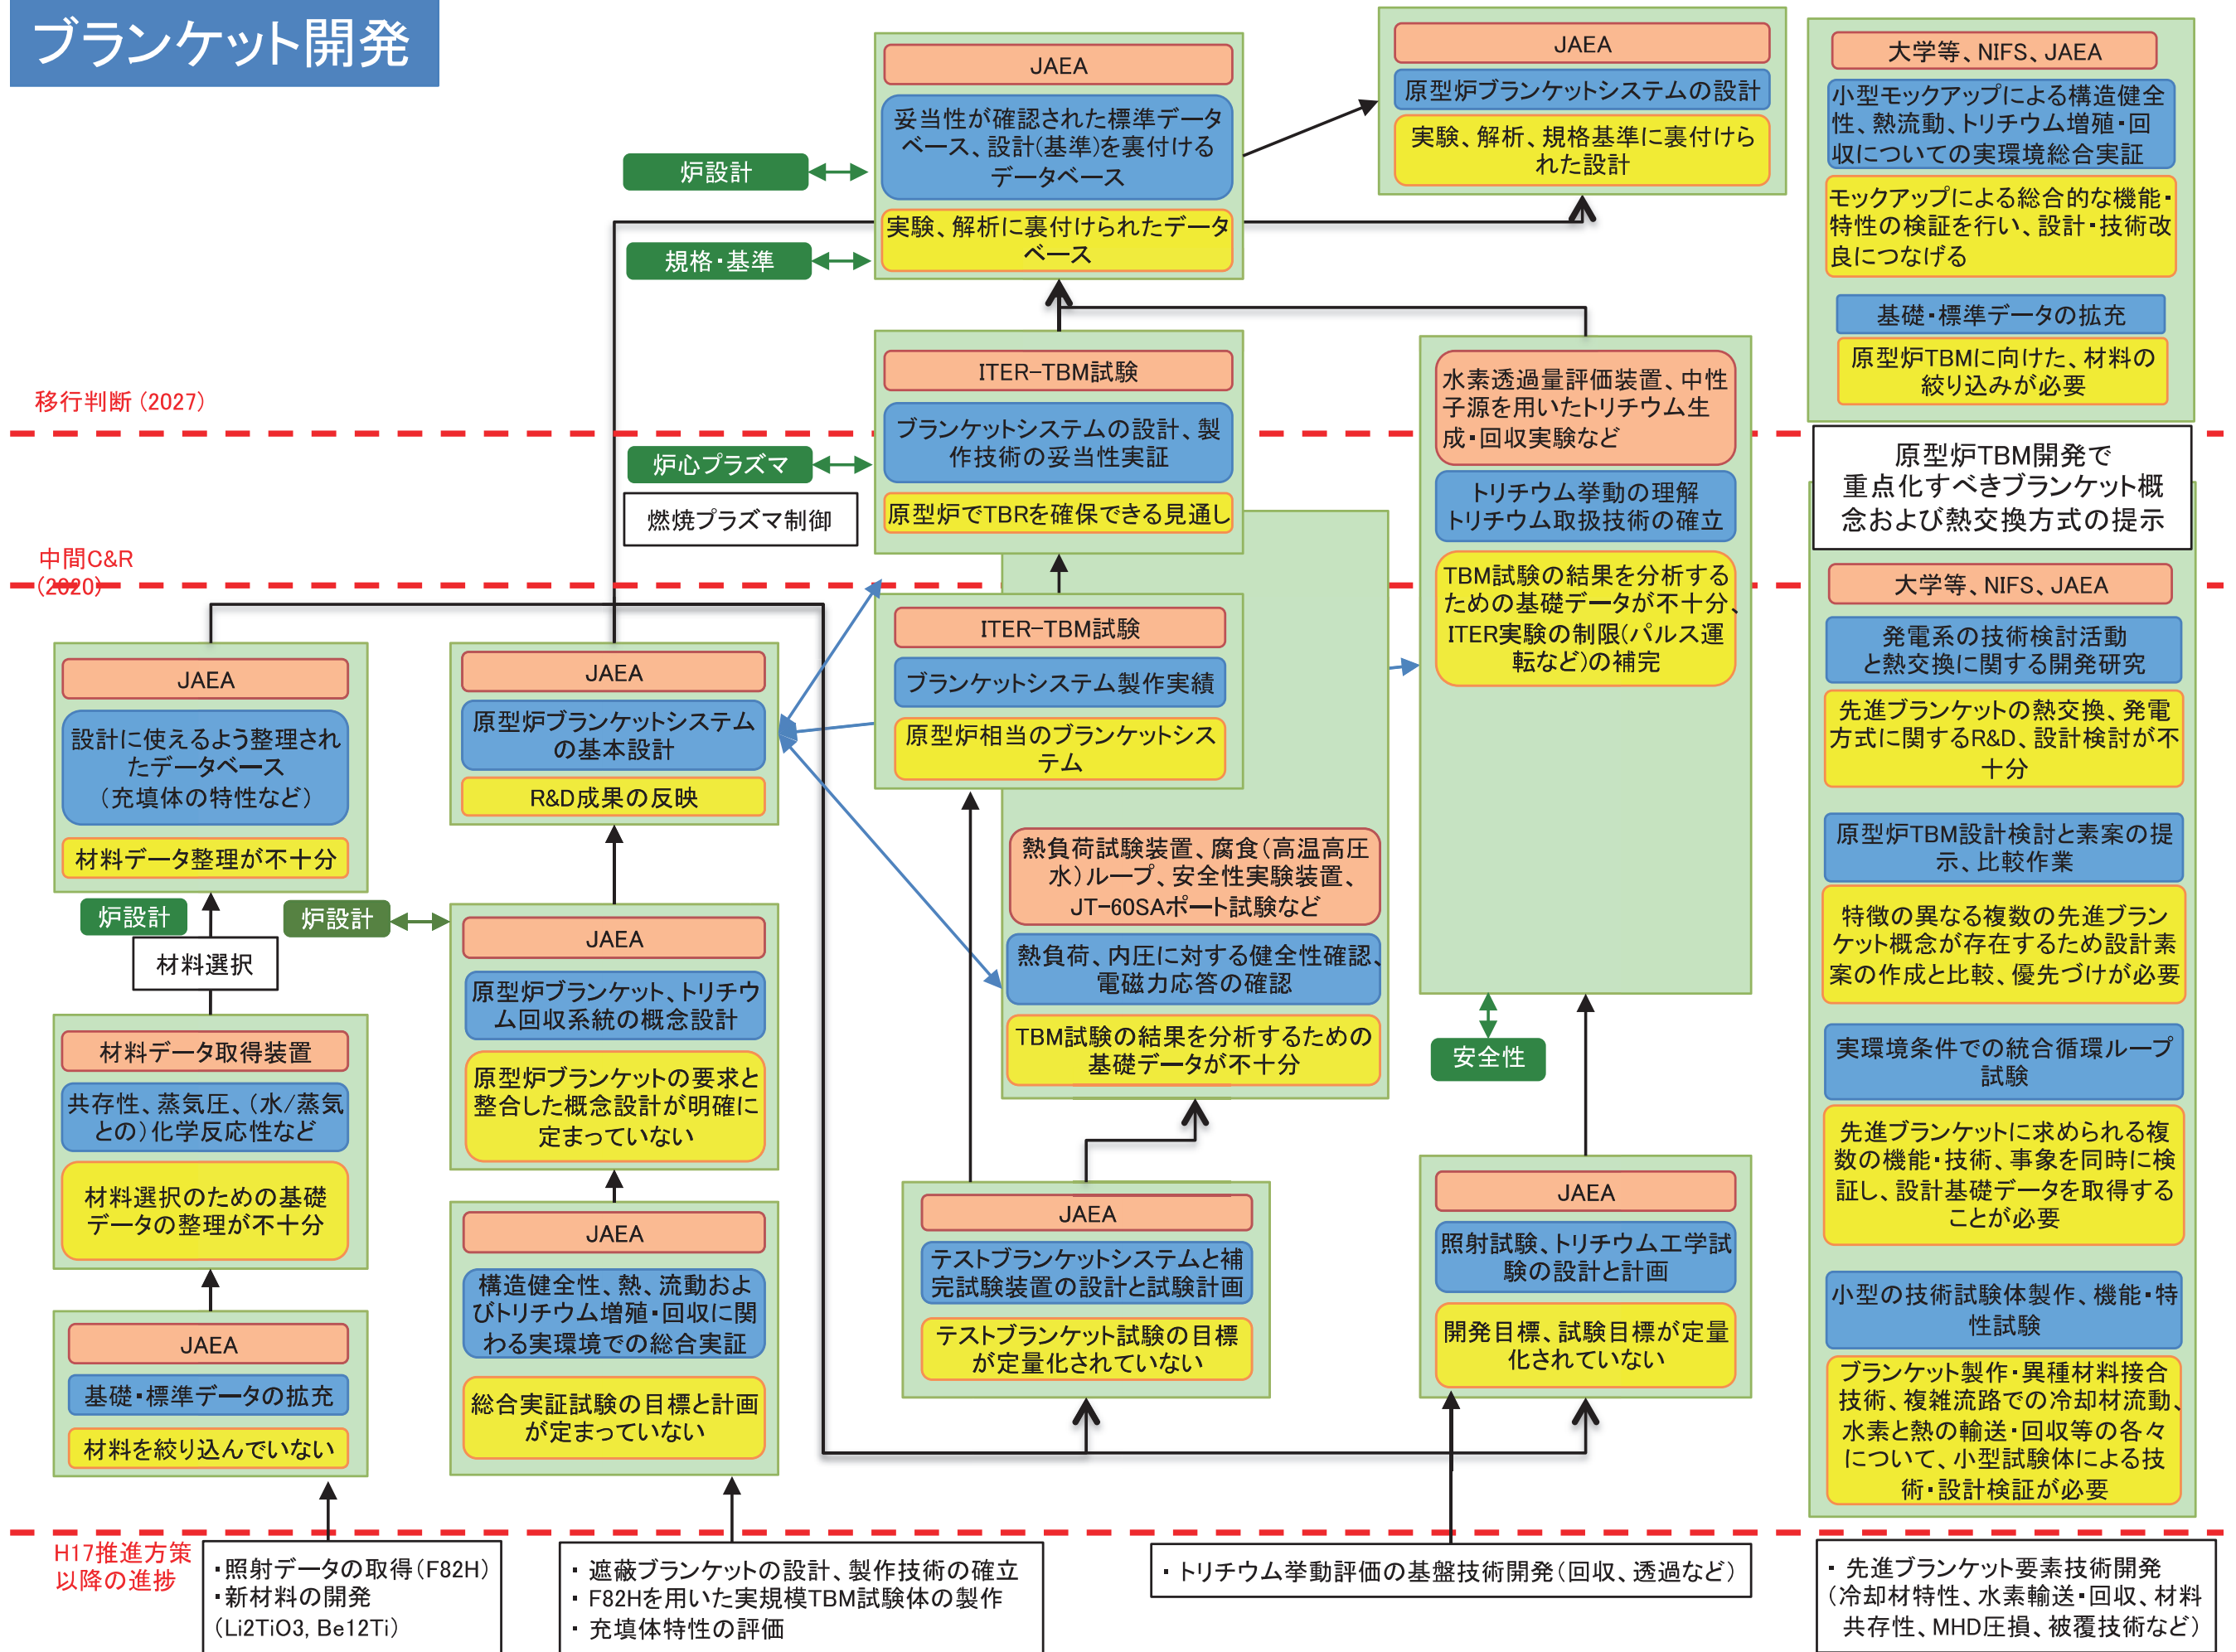 ブランケット開発
JAEA
妥当性が確認された標準データ
ベース、設計(基準)を裏付ける
データベース
実験、解析に裏付けられたデータ
ベース
JAEA
原型炉ブランケットシステムの設計
実験、解析、規格基準に裏付けら
れた設計
大学等、NIFS、JAEA
小型モックアップによる構造健全
性、熱流動、トリチウム増殖・回
収についての実環境総合実証
モックアップによる総合的な機能・
特性の検証を行い、設計・技術改
良につなげる
基礎・標準データの拡充
原型炉TBMに向けた、材料の
絞り込みが必要
炉設計
規格・基準
移行判断 (2027)
ITER-TBM試験
ブランケットシステムの設計、製
作技術の妥当性実証
原型炉でTBRを確保できる見通し
炉心プラズマ
燃焼プラズマ制御
水素透過量評価装置、中性
子源を用いたトリチウム生
成・回収実験など
トリチウム挙動の理解
トリチウム取扱技術の確立
TBM試験の結果を分析する
ための基礎データが不十分、
ITER実験の制限(パルス運
転など)の補完
原型炉TBM開発で
重点化すべきブランケット概
念および熱交換方式の提示
中間C&R
(2020)
JAEA
設計に使えるよう整理され
たデータベース
(充填体の特性など)
材料データ整理が不十分
JAEA
原型炉ブランケットシステム
の基本設計
R&D成果の反映
ITER-TBM試験
ブランケットシステム製作実績
原型炉相当のブランケットシス
テム
大学等、NIFS、JAEA
発電系の技術検討活動
と熱交換に関する開発研究
先進ブランケットの熱交換、発電
方式に関するR&D、設計検討が不
十分
原型炉TBM設計検討と素案の提
示、比較作業
特徴の異なる複数の先進ブラン
ケット概念が存在するため設計素
案の作成と比較、優先づけが必要
実環境条件での統合循環ループ
試験
先進ブランケットに求められる複
数の機能・技術、事象を同時に検
証し、設計基礎データを取得する
ことが必要
小型の技術試験体製作、機能・特
性試験
ブランケット製作・異種材料接合
技術、複雑流路での冷却材流動、
水素と熱の輸送・回収等の各々
について、小型試験体による技
術・設計検証が必要
炉設計
材料選択
炉設計
熱負荷試験装置、腐食(高温高圧
水)ループ、安全性実験装置、
JT-60SAポート試験など
熱負荷、内圧に対する健全性確認、
電磁力応答の確認
TBM試験の結果を分析するための
基礎データが不十分
安全性
材料データ取得装置
共存性、蒸気圧、(水/蒸気
との)化学反応性など
材料選択のための基礎
データの整理が不十分
JAEA
原型炉ブランケット、トリチウ
ム回収系統の概念設計
原型炉ブランケットの要求と
整合した概念設計が明確に
定まっていない
JAEA
構造健全性、熱、流動およ
びトリチウム増殖・回収に関
わる実環境での総合実証
総合実証試験の目標と計画
が定まっていない
JAEA
テストブランケットシステムと補
完試験装置の設計と試験計画
テストブランケット試験の目標
が定量化されていない
JAEA
照射試験、トリチウム工学試
験の設計と計画
開発目標、試験目標が定量
化されていない
JAEA
基礎・標準データの拡充
材料を絞り込んでいない
H17推進方策
以降の進捗
・照射データの取得(F82H)
・新材料の開発
(Li2TiO3, Be12Ti)
・ 遮蔽ブランケットの設計、製作技術の確立
・ F82Hを用いた実規模TBM試験体の製作
・ 充填体特性の評価
・ トリチウム挙動評価の基盤技術開発(回収、透過など)
・ 先進ブランケット要素技術開発
(冷却材特性、水素輸送・回収、材料
共存性、MHD圧損、被覆技術など)